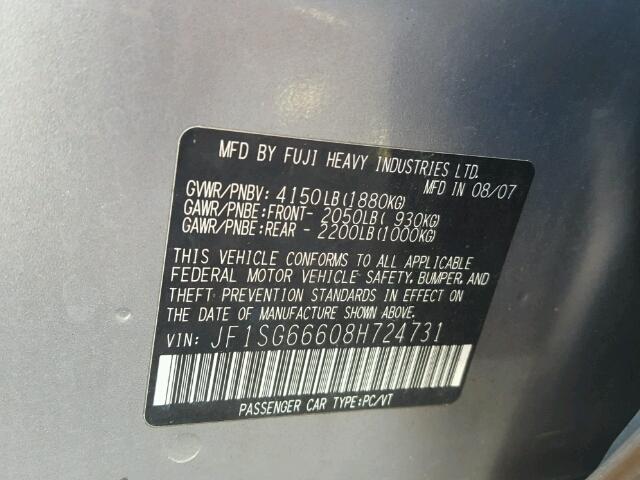 MFD BY FUJI HEAVY INDUSTRIES LTD.
MFD IN 08/07
GVWR/PNBV: 4150LB(1880KG)
GAWR/PNBE:FRONT- 2050LB( 930KG)
GAWR/PNBE:REAR - 2200LB(1000KG)
THIS VEHICLE CONFORMS TO ALL APPLICABLE
FEDERAL MOTOR VEHICLE SAFETY, BUMPER, AND
THEFT PREVENTION STANDARDS IN EFFECT ON
THE DATE OF MANUFACTURE SHOWN ABOVE.
VIN: JF1SG66608H724731
PASSENGER CAR TYPE:PC/VT